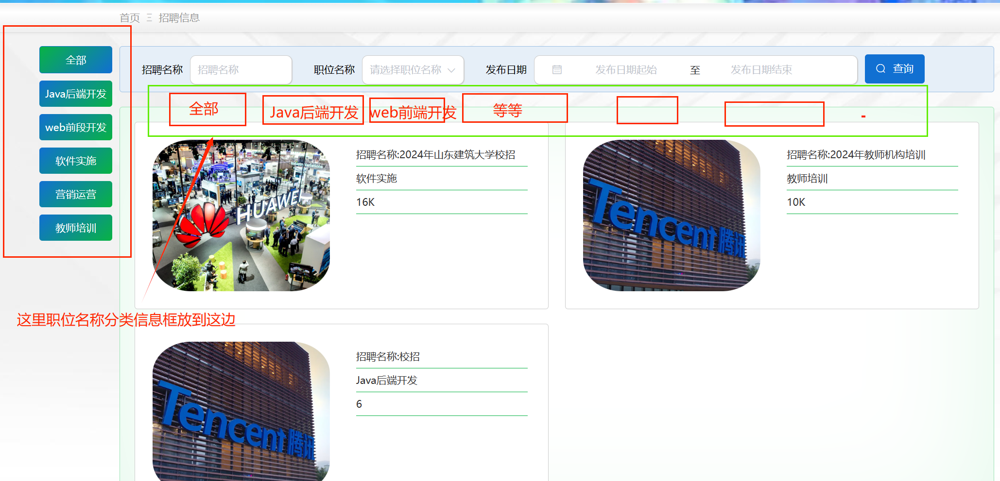 首页 招聘信息
全部
Java后端开发
web前段开发
软件实施
营销运营
教师培训
招聘名称 招聘名称 职位名称 请选择职位名称 发布日期 发布日期起始 至 发布日期结束 查询
全部 Java后端开发 web前端开发 等等
招聘名称:2024年山东建筑大学校招
软件实施
16K
HUAWEI
Industry Variations
招聘名称:2024年教师机构培训
教师培训
10K
Tencent 腾讯
这里职位名称分类信息框放到这边
招聘名称:校招
Java后端开发
6
Tencent 腾讯